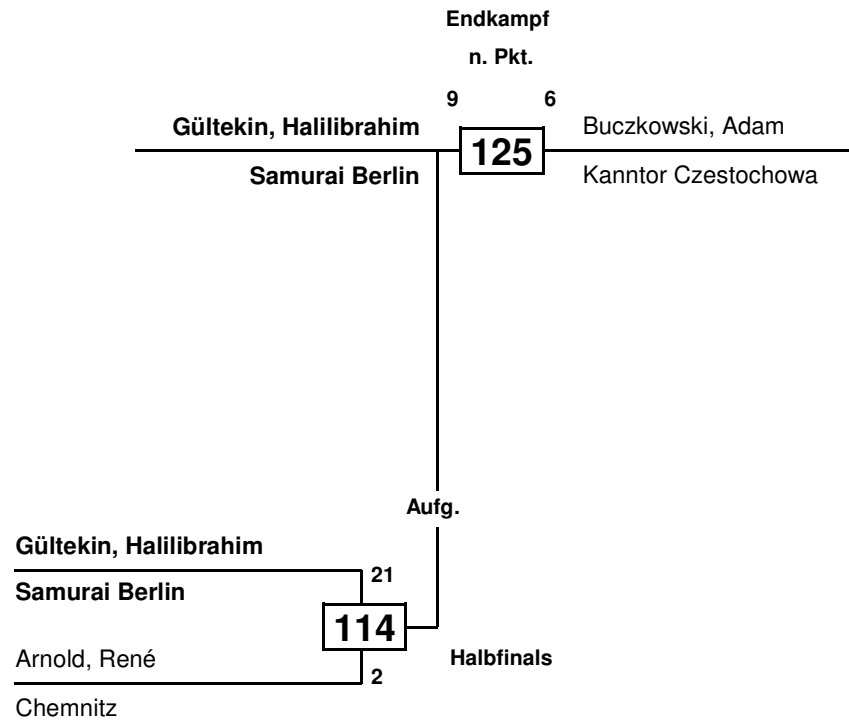 Endkampf
n. Pkt.
9 6
Gültekin, Halilibrahim 125 Buczkowski, Adam
Samurai Berlin Kanntor Czestochowa
Aufg.
Gültekin, Halilibrahim
21
Samurai Berlin
114
Arnold, René Halbfinals
2
Chemnitz